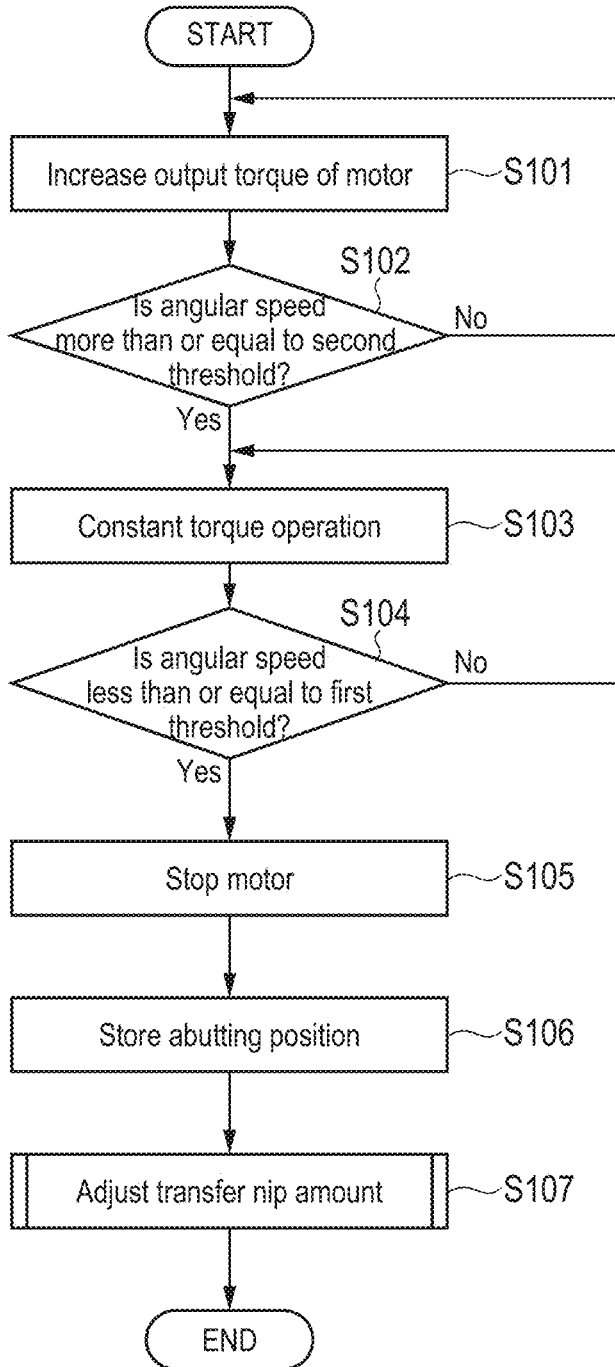 START
Increase output torque of motor
S101
S102
Is angular speed
more than or equal to second
threshold?
No
Yes
Constant torque operation
S103
S104
Is angular speed
less than or equal to first
threshold?
No
Yes
Stop motor
S105
Store abutting position
S106
Adjust transfer nip amount
S107
END